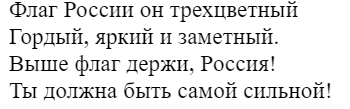 Флаг России он трехцветный
Гордый, яркий и заметный.
Выше флаг держи, Россия!
Ты должна быть самой сильной!